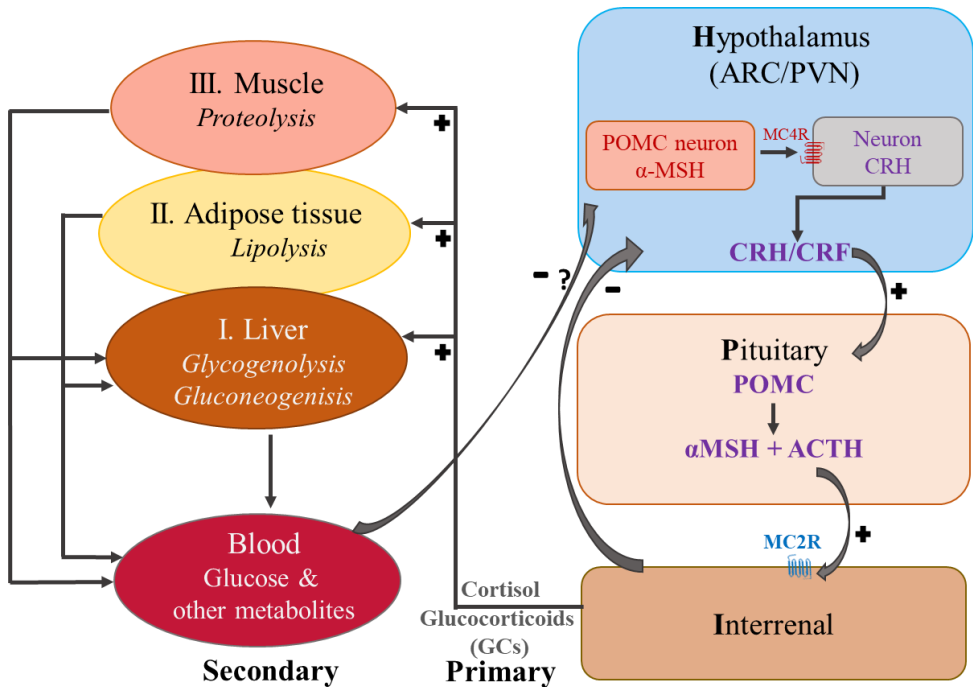 III. Muscle
Proteolysis
II. Adipose tissue
Lipolysis
I. Liver
Glycogenolysis
Gluconeogenisis
Blood
Glucose &
other metabolites
Secondary
+
+
+
Cortisol
Glucocorticoids
(GCs)
Primary
- ?
-
Hypothalamus
(ARC/PVN)
POMC neuron
α-MSH
MC4R
Neuron
CRH
CRH/CRF
+
Pituitary
POMC
αMSH + ACTH
+
MC2R
Interrenal